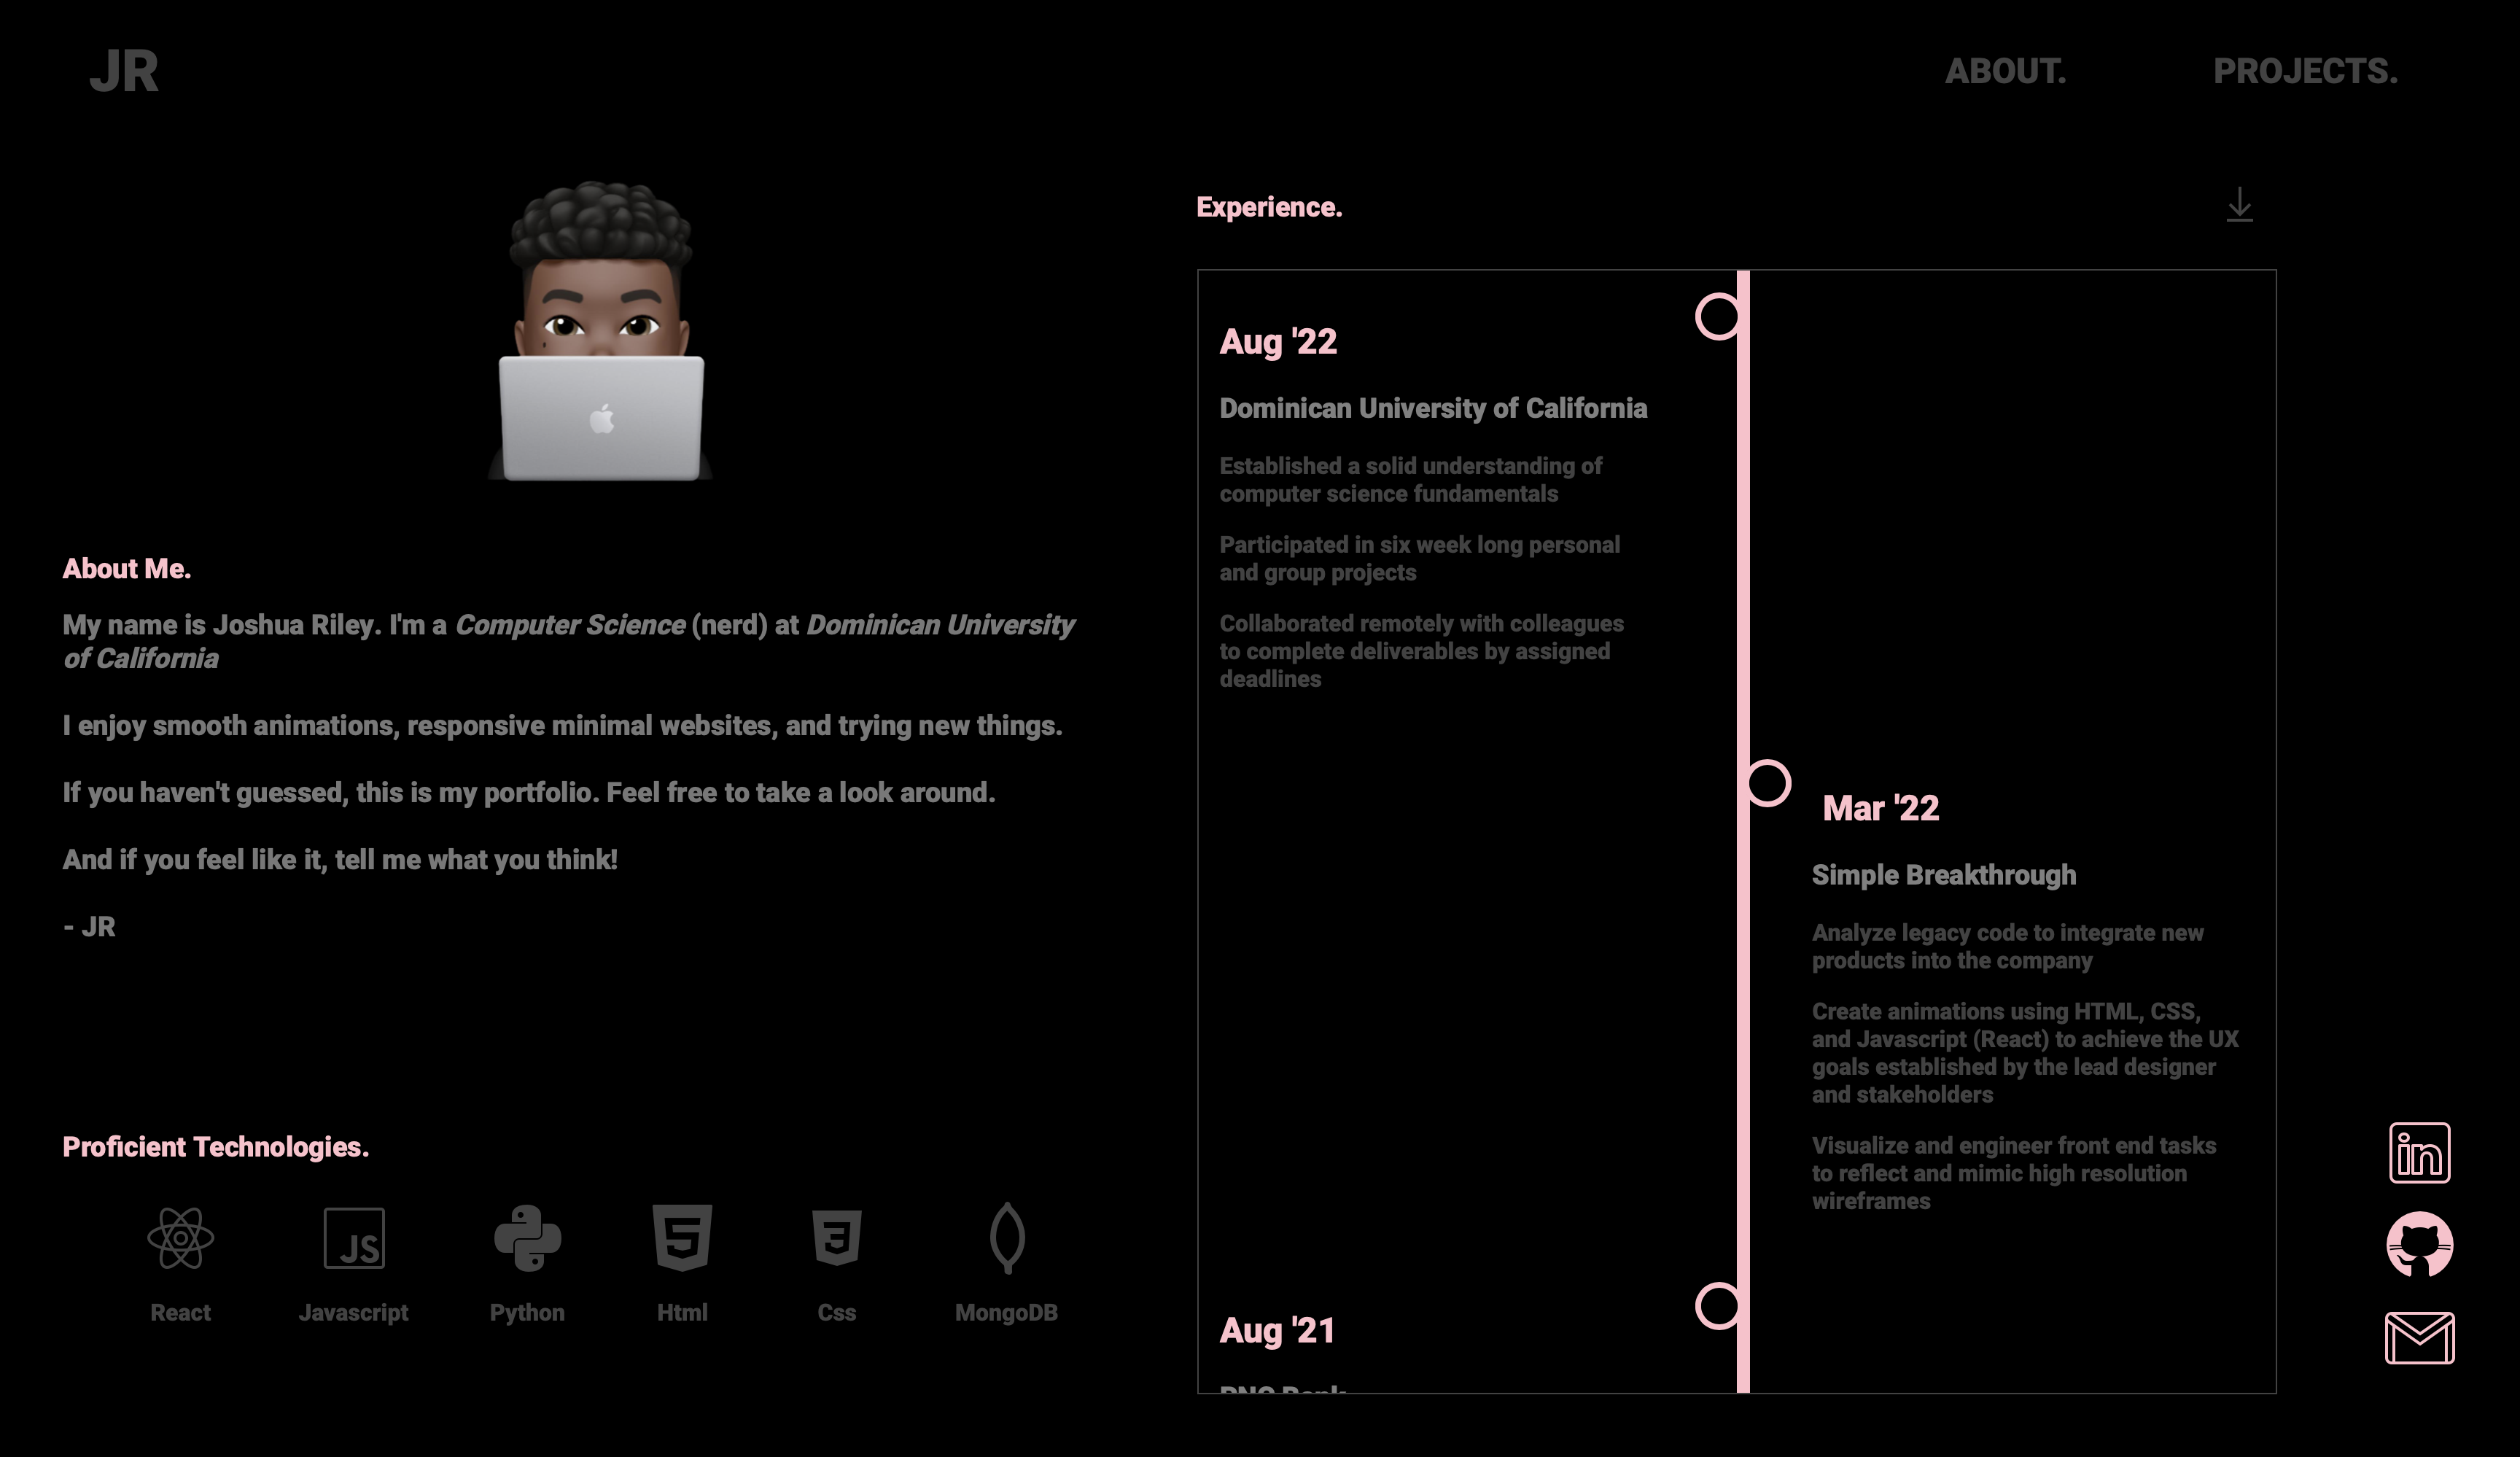 JR
ABOUT.
PROJECTS.
About Me.
My name is Joshua Riley. I'm a Computer Science (nerd) at Dominican University
of California
I enjoy smooth animations, responsive minimal websites, and trying new things.
If you haven't guessed, this is my portfolio. Feel free to take a look around.
And if you feel like it, tell me what you think!
- JR
Proficient Technologies.
JS
React
Javascript
Python
Html
Css
MongoDB
Experience.
Aug '22
Dominican University of California
Established a solid understanding of
computer science fundamentals
Participated in six week long personal
and group projects
Collaborated remotely with colleagues
to complete deliverables by assigned
deadlines
Mar '22
Simple Breakthrough
Analyze legacy code to integrate new
products into the company
Create animations using HTML, CSS,
and Javascript (React) to achieve the UX
goals established by the lead designer
and stakeholders
Visualize and engineer front end tasks
to reflect and mimic high resolution
wireframes
Aug '21
in